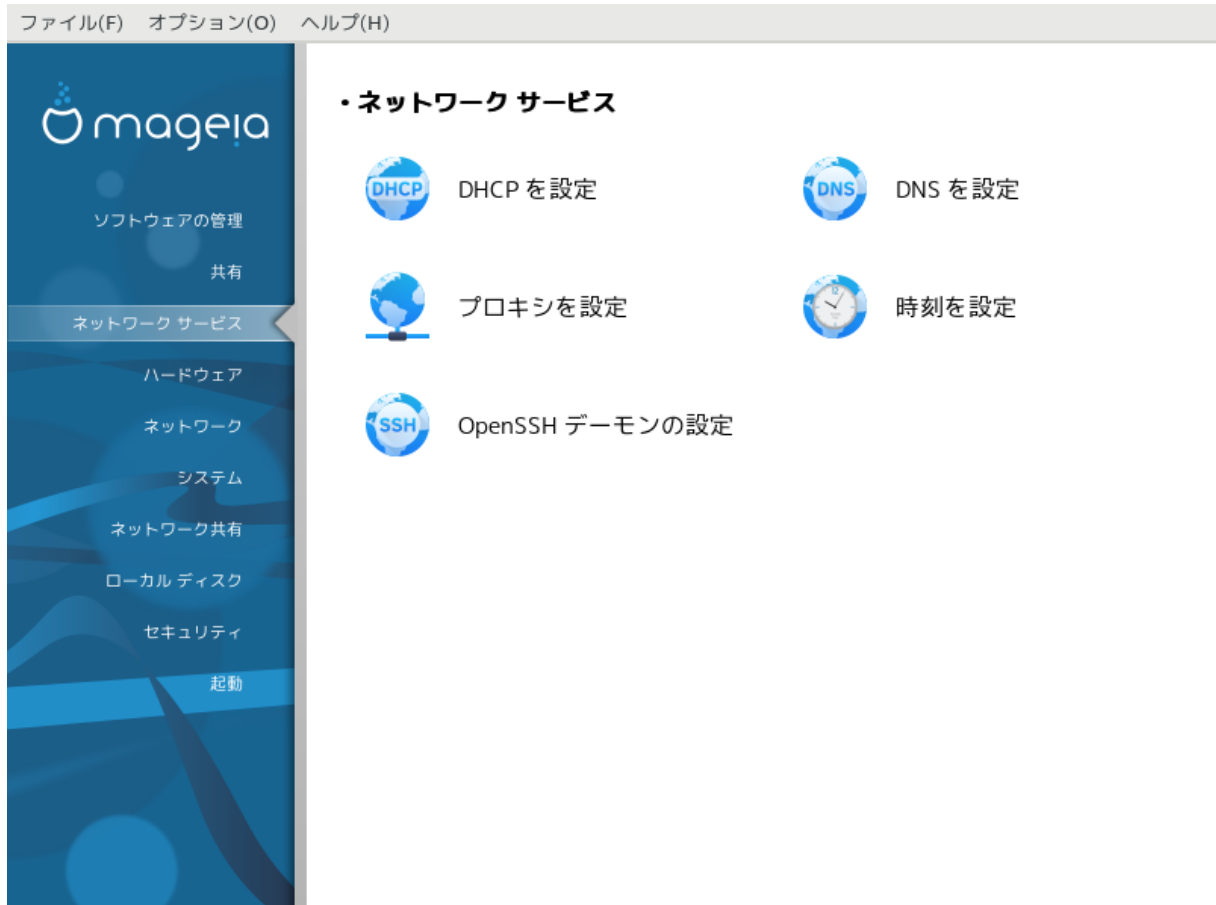 ファイル(F) オプション(O) ヘルプ(H)
mageia
ソフトウェアの管理
共有
ネットワーク サービス
ハードウェア
ネットワーク
システム
ネットワーク共有
ローカル ディスク
セキュリティ
起動
・ネットワーク サービス
DHCP
DHCP を設定
DNS
DNS を設定
プロキシを設定
12
時刻を設定
SSH
OpenSSH デーモンの設定